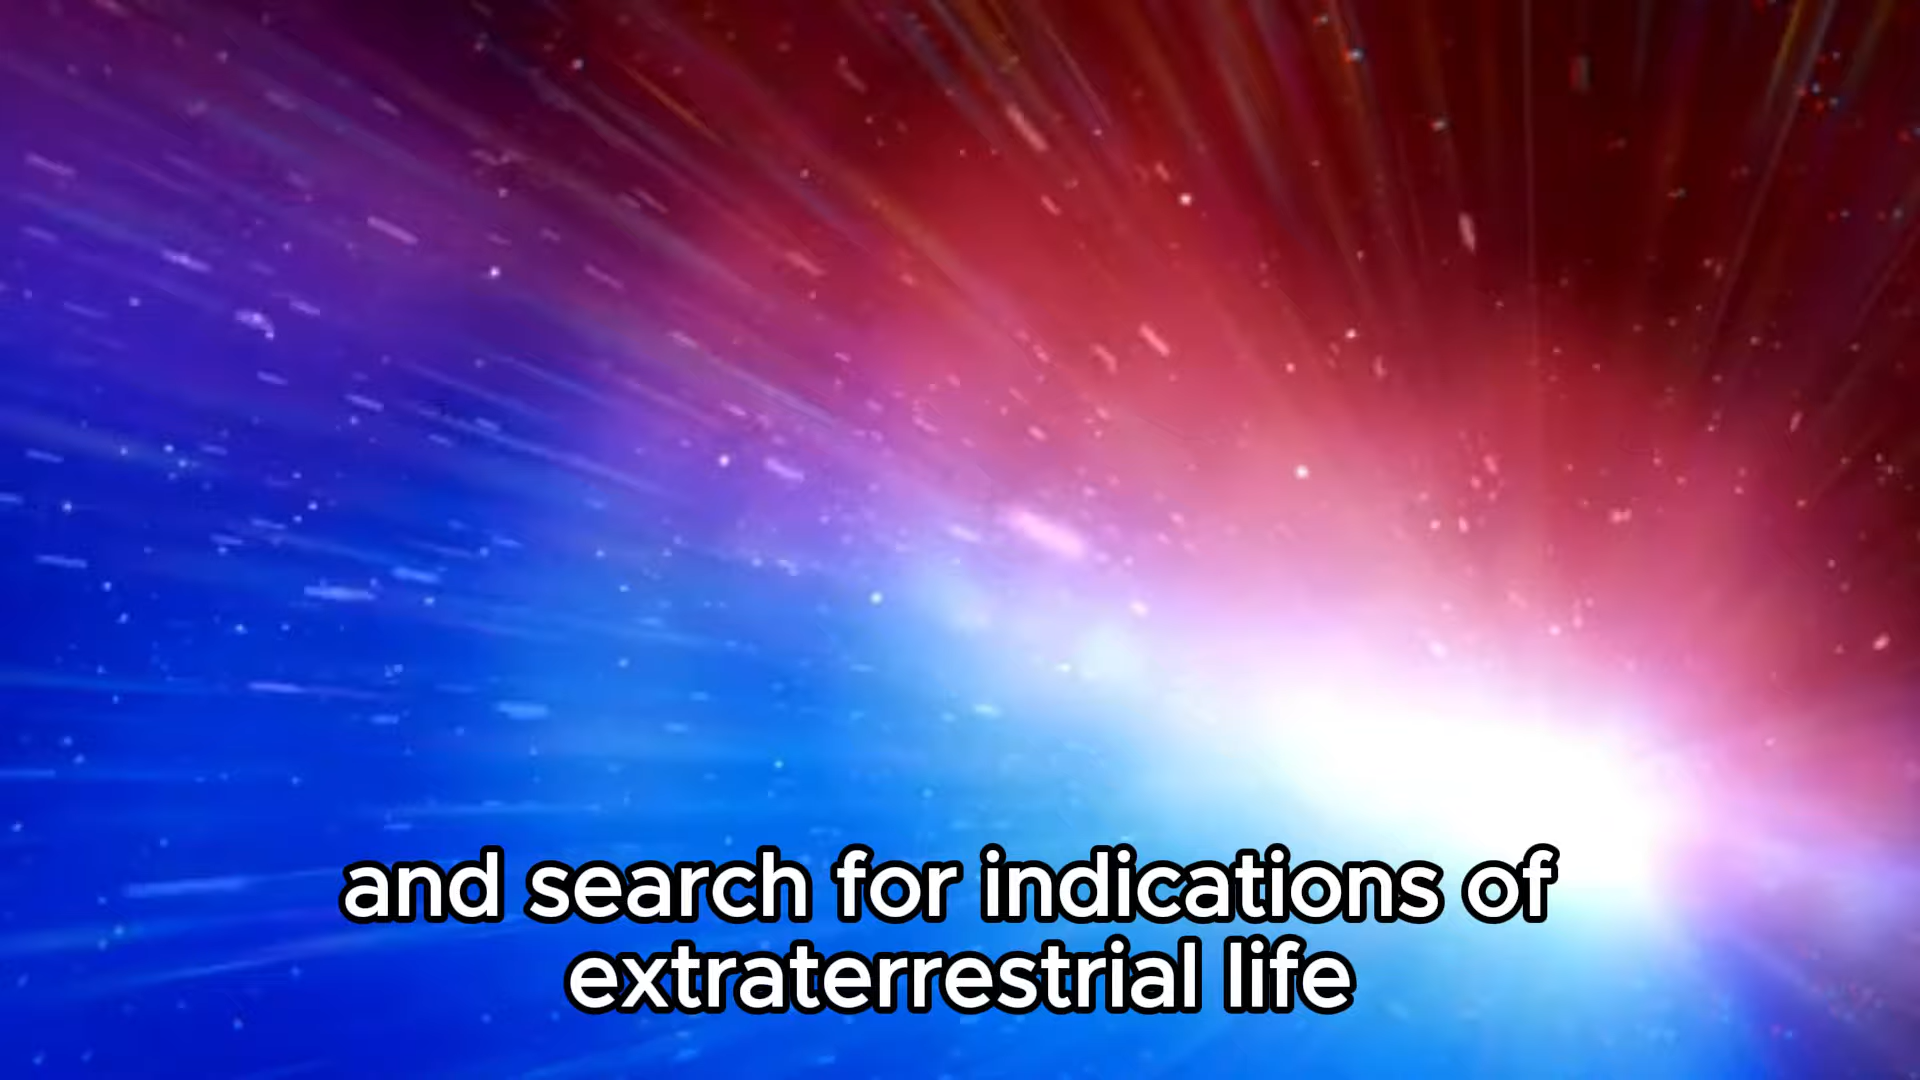 and search for indications of
extraterrestrial life